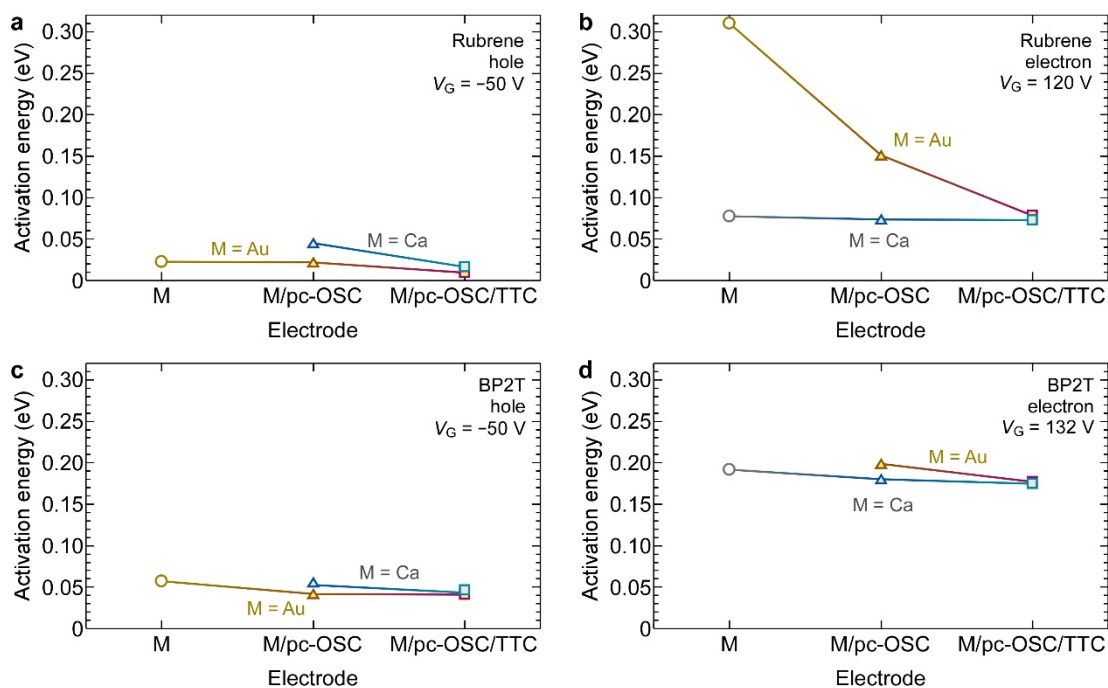 a
Activation energy (eV)
0.30
0.25
0.20
0.15
0.10
0.05
0
Rubrene
hole
VG = −50 V
M = Au
M = Ca
M
M/pc-OSC
M/pc-OSC/TTC
Electrode
b
Activation energy (eV)
0.30
0.25
0.20
0.15
0.10
0.05
0
Rubrene
electron
VG = 120 V
M = Au
M = Ca
M
M/pc-OSC
M/pc-OSC/TTC
Electrode
c
Activation energy (eV)
0.30
0.25
0.20
0.15
0.10
0.05
0
BP2T
hole
VG = −50 V
M = Ca
M = Au
M
M/pc-OSC
M/pc-OSC/TTC
Electrode
d
Activation energy (eV)
0.30
0.25
0.20
0.15
0.10
0.05
0
BP2T
electron
VG = 132 V
M = Au
M = Ca
M
M/pc-OSC
M/pc-OSC/TTC
Electrode